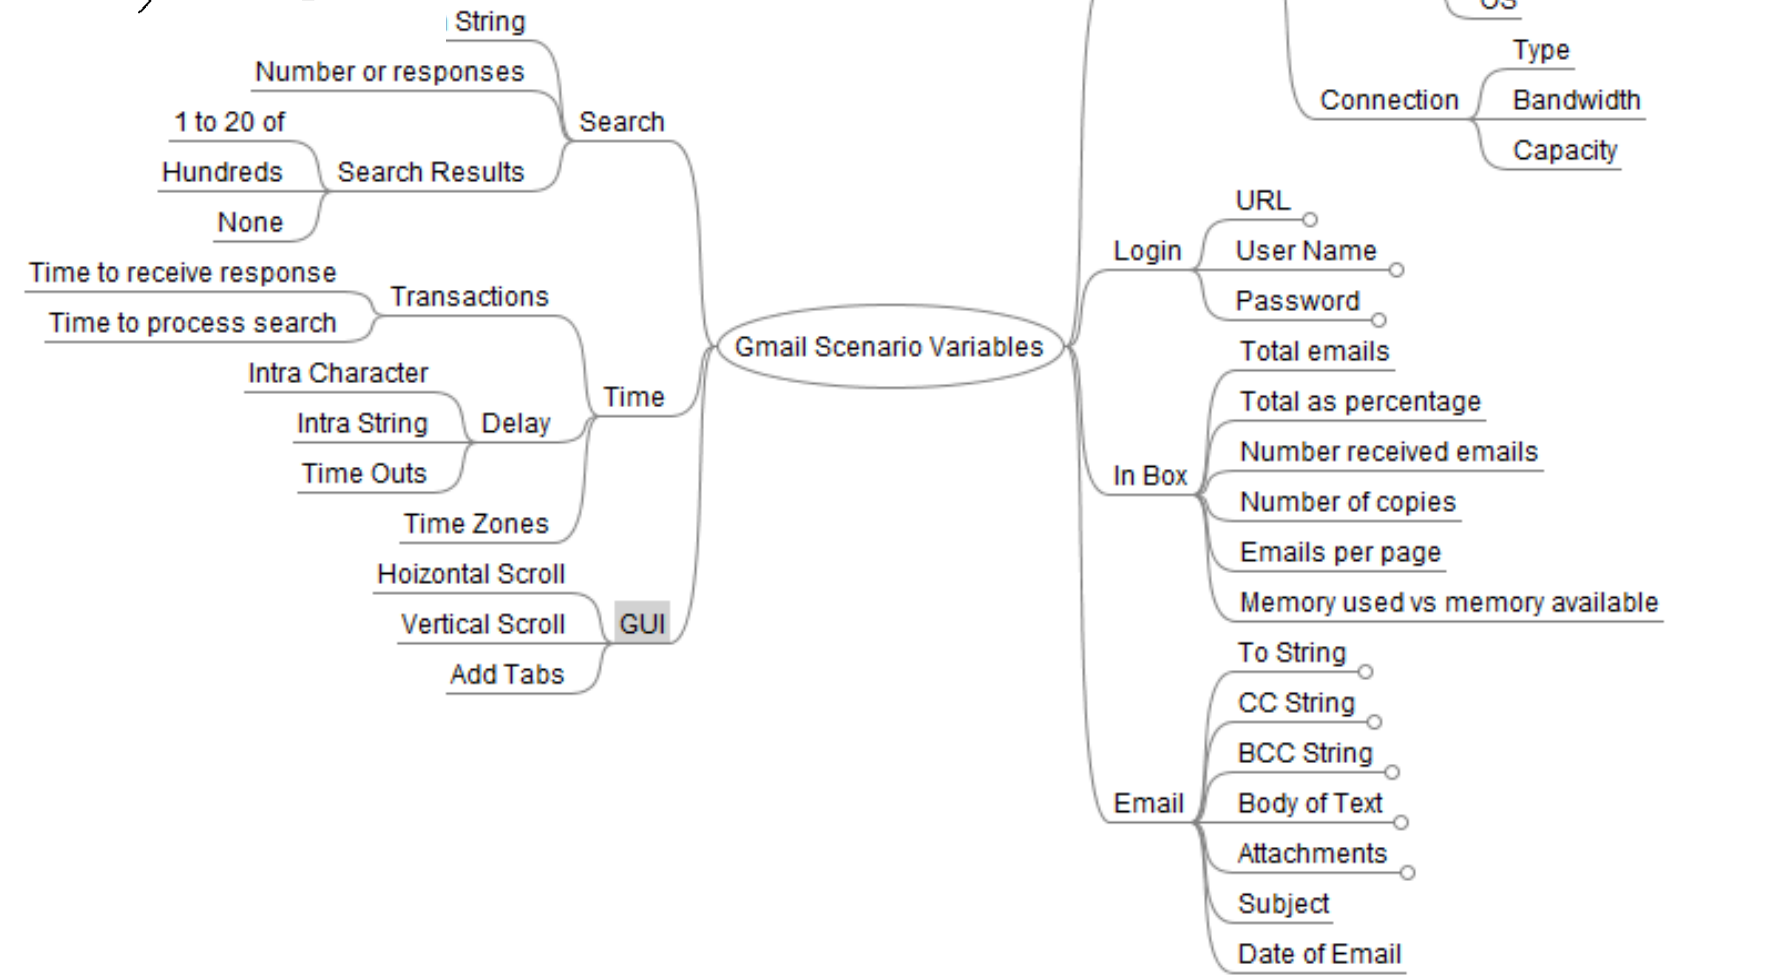 String
Number or responses
Search
1 to 20 of
Hundreds
Search Results
None
Time to receive response
Transactions
Time to process search
Intra Character
Time
Intra String
Delay
Time Outs
Time Zones
Hoizontal Scroll
Vertical Scroll
GUI
Add Tabs
Gmail Scenario Variables
OS
Type
Connection
Bandwidth
Capacity
URL
Login
User Name
Password
Total emails
Total as percentage
Number received emails
In Box
Number of copies
Emails per page
Memory used vs memory available
To String
CC String
BCC String
Email
Body of Text
Attachments
Subject
Date of Email